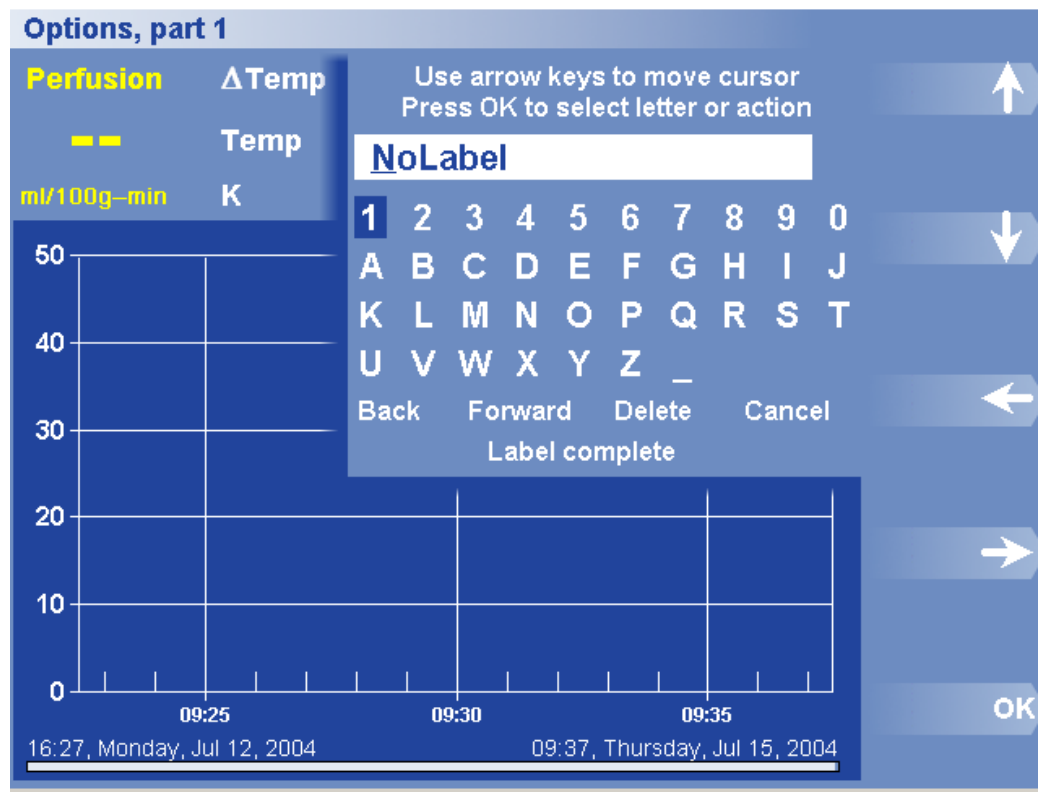 Options, part 1
Perfusion ΔTemp
-- Temp
ml/100g–min K
Use arrow keys to move cursor
Press OK to select letter or action
NoLabel
1 2 3 4 5 6 7 8 9 0
A B C D E F G H I J
K L M N O P Q R S T
U V W X Y Z _
Back Forward Delete Cancel
Label complete
50
40
30
20
10
0
09:25 09:30 09:35
16:27, Monday, Jul 12, 2004 09:37, Thursday, Jul 15, 2004
OK